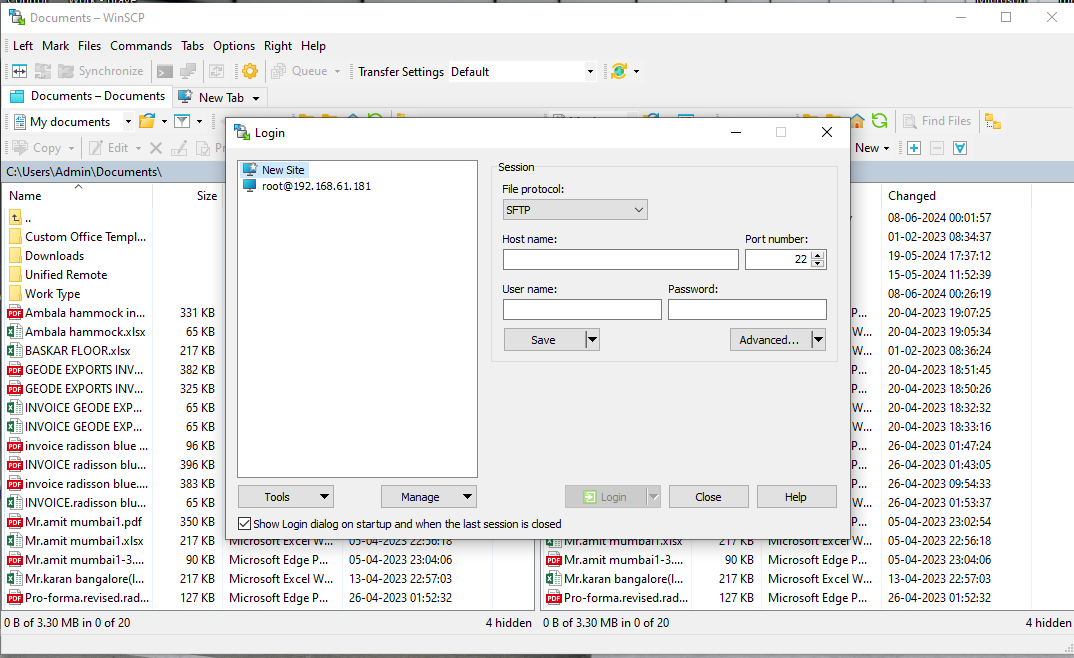 Documents – WinSCP
Left Mark Files Commands Tabs Options Right Help
Synchronize Queue Transfer Settings Default
Documents – Documents New Tab
My documents Find Files
Copy Edit New
C:\Users\Admin\Documents\
Name Size Changed
..
Custom Office Templ...
Downloads
Unified Remote
Work Type
Ambala hammock in... 331 KB
Ambala hammock.xlsx 65 KB
BASKAR FLOOR.xlsx 217 KB
GEODE EXPORTS INV... 382 KB
GEODE EXPORTS INV... 325 KB
INVOICE GEODE EXP... 65 KB
INVOICE GEODE EXP... 65 KB
invoice radisson blue ... 96 KB
INVOICE radisson blu... 396 KB
invoice radisson blue... 383 KB
INVOICE.radisson blu... 217 KB
Mr.amit mumbai1.pdf 350 KB
Mr.amit mumbai1.xlsx 217 KB Microsoft Excel W... 05-04-2023 22:56:18
Mr.amit mumbai1-3.... 90 KB Microsoft Edge P... 05-04-2023 23:04:06
Mr.karan bangalore(l... 217 KB Microsoft Excel W... 13-04-2023 22:57:03
Pro-forma.revised.rad... 127 KB Microsoft Edge P... 26-04-2023 01:52:32
0 B of 3.30 MB in 0 of 20 4 hidden
Login
New Site
root@192.168.61.181
Session
File protocol:
SFTP
Host name: Port number:
22
User name: Password:
Save Advanced...
Tools Manage Login Close Help
Show Login dialog on startup and when the last session is closed
08-06-2024 00:01:57
01-02-2023 08:34:37
19-05-2024 17:37:12
15-05-2024 11:52:39
08-06-2024 00:26:19
P... 20-04-2023 19:07:25
W... 20-04-2023 19:05:34
W... 01-02-2023 08:36:24
P... 20-04-2023 18:51:45
P... 20-04-2023 18:50:26
W... 20-04-2023 18:32:32
W... 20-04-2023 18:33:16
P... 26-04-2023 01:47:24
P... 26-04-2023 01:43:05
P... 26-04-2023 09:54:33
W... 26-04-2023 01:53:37
P... 05-04-2023 23:02:54
Mr.amit mumbai1.xlsx 217 KB Microsoft Excel W... 05-04-2023 22:56:18
Mr.amit mumbai1-3.... 90 KB Microsoft Edge P... 05-04-2023 23:04:06
Mr.karan bangalore(l... 217 KB Microsoft Excel W... 13-04-2023 22:57:03
Pro-forma.revised.rad... 127 KB Microsoft Edge P... 26-04-2023 01:52:32
0 B of 3.30 MB in 0 of 20 4 hidden